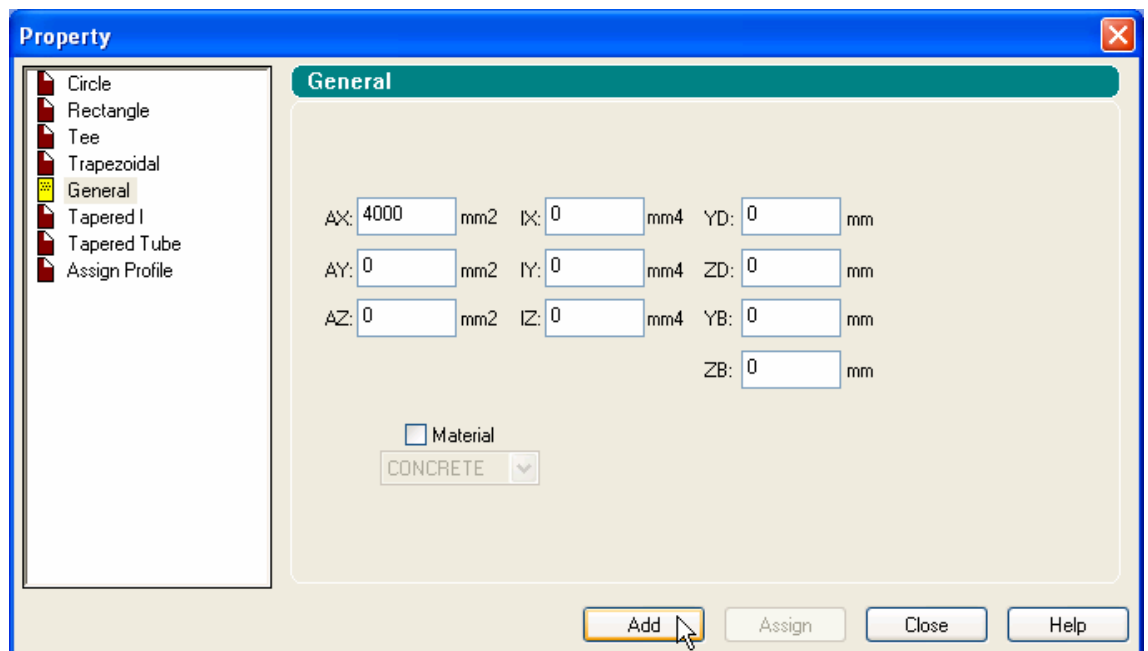 Property
Circle
Rectangle
Tee
Trapezoidal
General
Tapered I
Tapered Tube
Assign Profile
General
AX: 4000 mm2 IX: 0 mm4 YD: 0 mm
AY: 0 mm2 IY: 0 mm4 ZD: 0 mm
AZ: 0 mm2 IZ: 0 mm4 YB: 0 mm
ZB: 0 mm
Material
CONCRETE
Add Assign Close Help